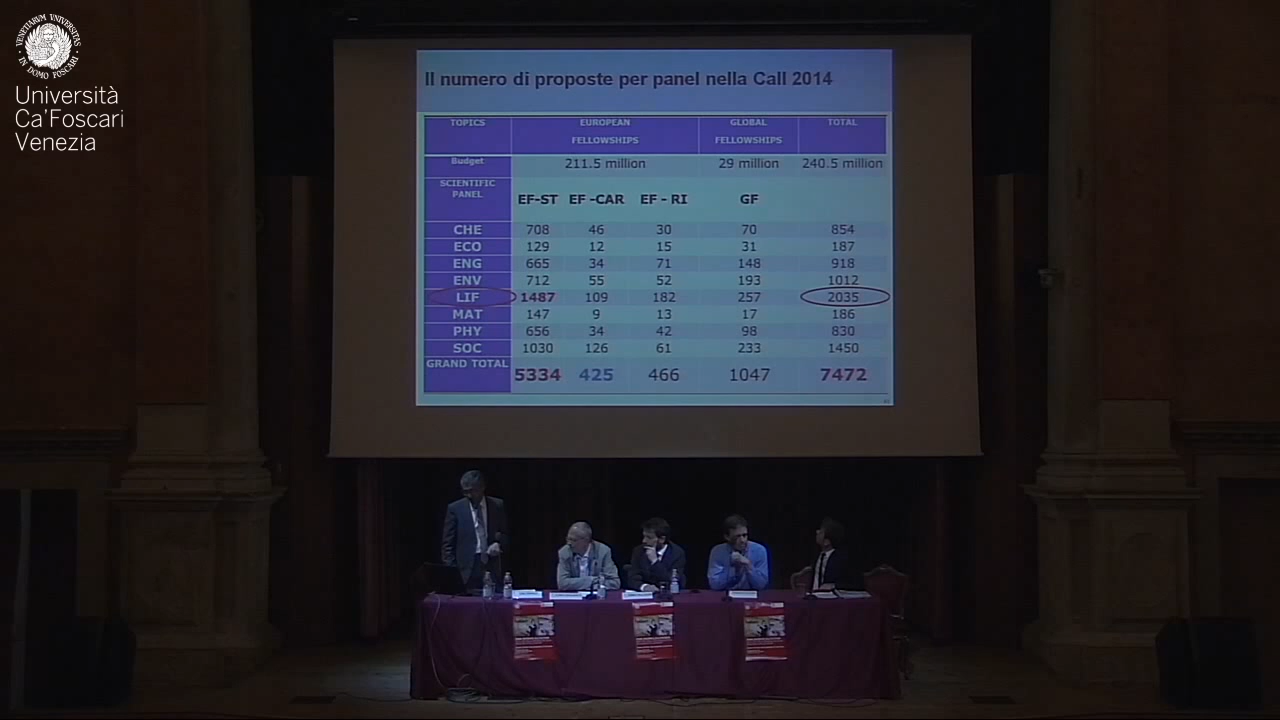 VENETIARVM VNIVERSITAS
IN DOMO FOSCARI
Università
Ca'Foscari
Venezia
Il numero di proposte per panel nella Call 2014
TOPICS EUROPEAN FELLOWSHIPS GLOBAL FELLOWSHIPS TOTAL
Budget 211.5 million 29 million 240.5 million
SCIENTIFIC PANEL EF-ST EF -CAR EF - RI GF
CHE 708 46 30 70 854
ECO 129 12 15 31 187
ENG 665 34 71 148 918
ENV 712 55 52 193 1012
LIF 1487 109 182 257 2035
MAT 147 9 13 17 186
PHY 656 34 42 98 830
SOC 1030 126 61 233 1450
GRAND TOTAL 5334 425 466 1047 7472